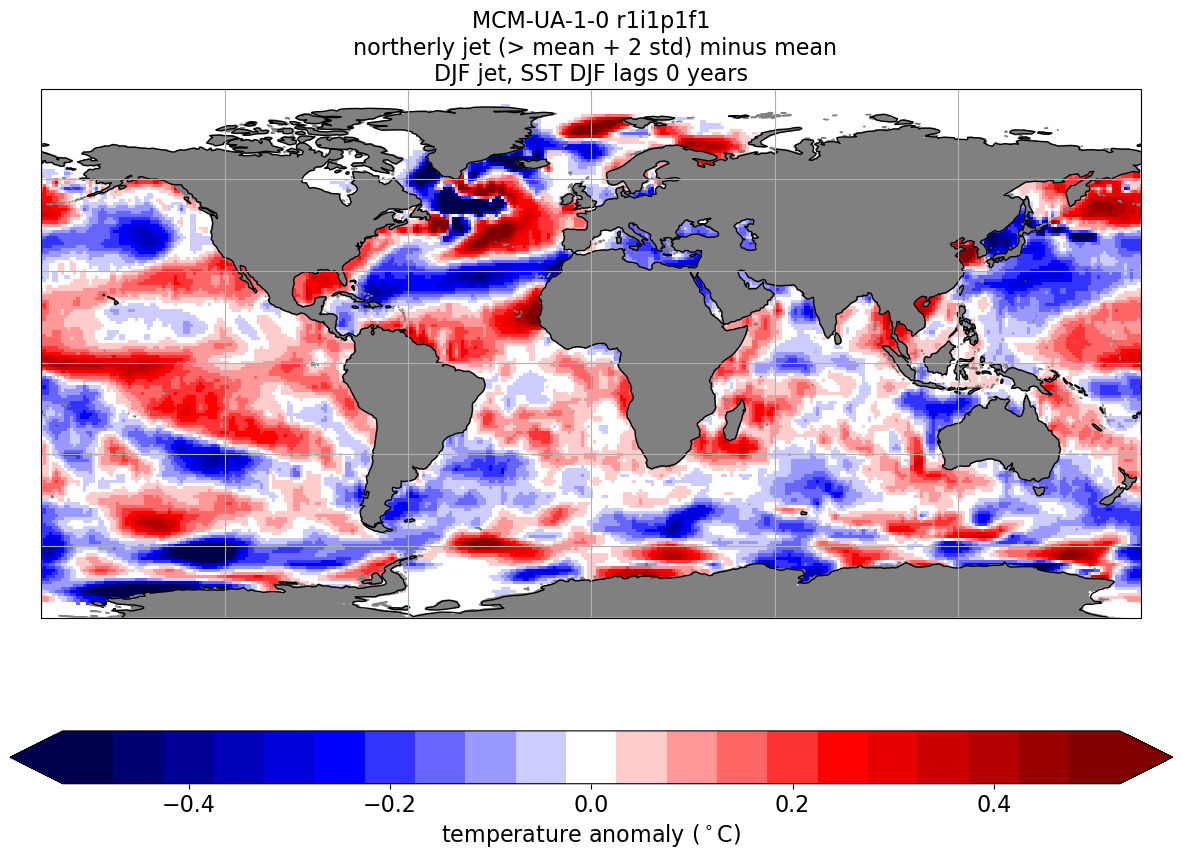 MCM-UA-1-0 r1i1p1f1
northerly jet (> mean + 2 std) minus mean
DJF jet, SST DJF lags 0 years
−0.4 −0.2 0.0 0.2 0.4
temperature anomaly (°C)